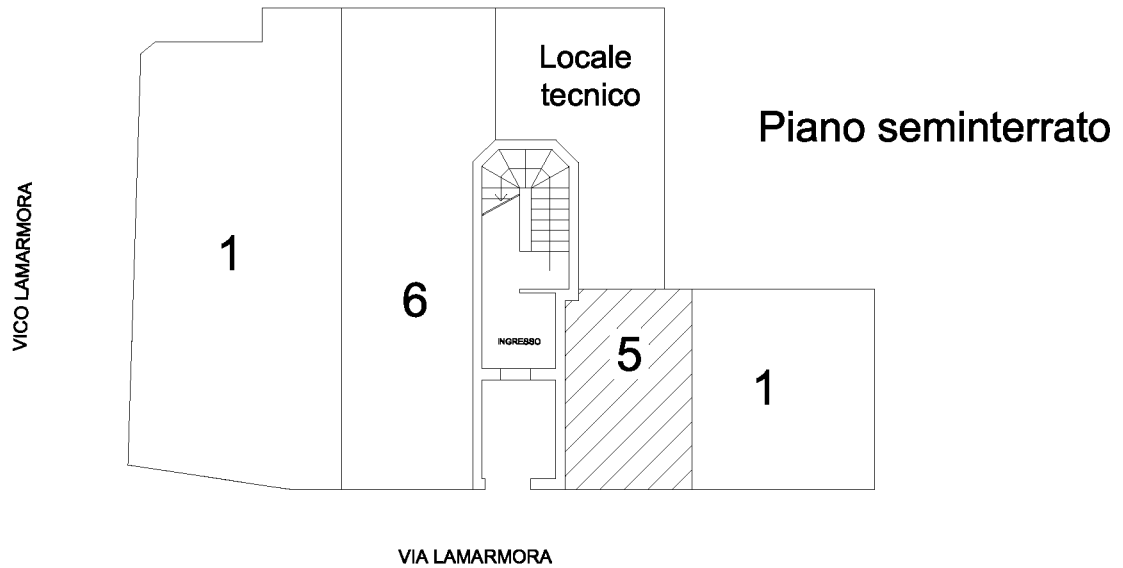 Locale
tecnico
Piano seminterrato
VICO LAMARMORA
1
6
INGRESSO
5
1
VIA LAMARMORA